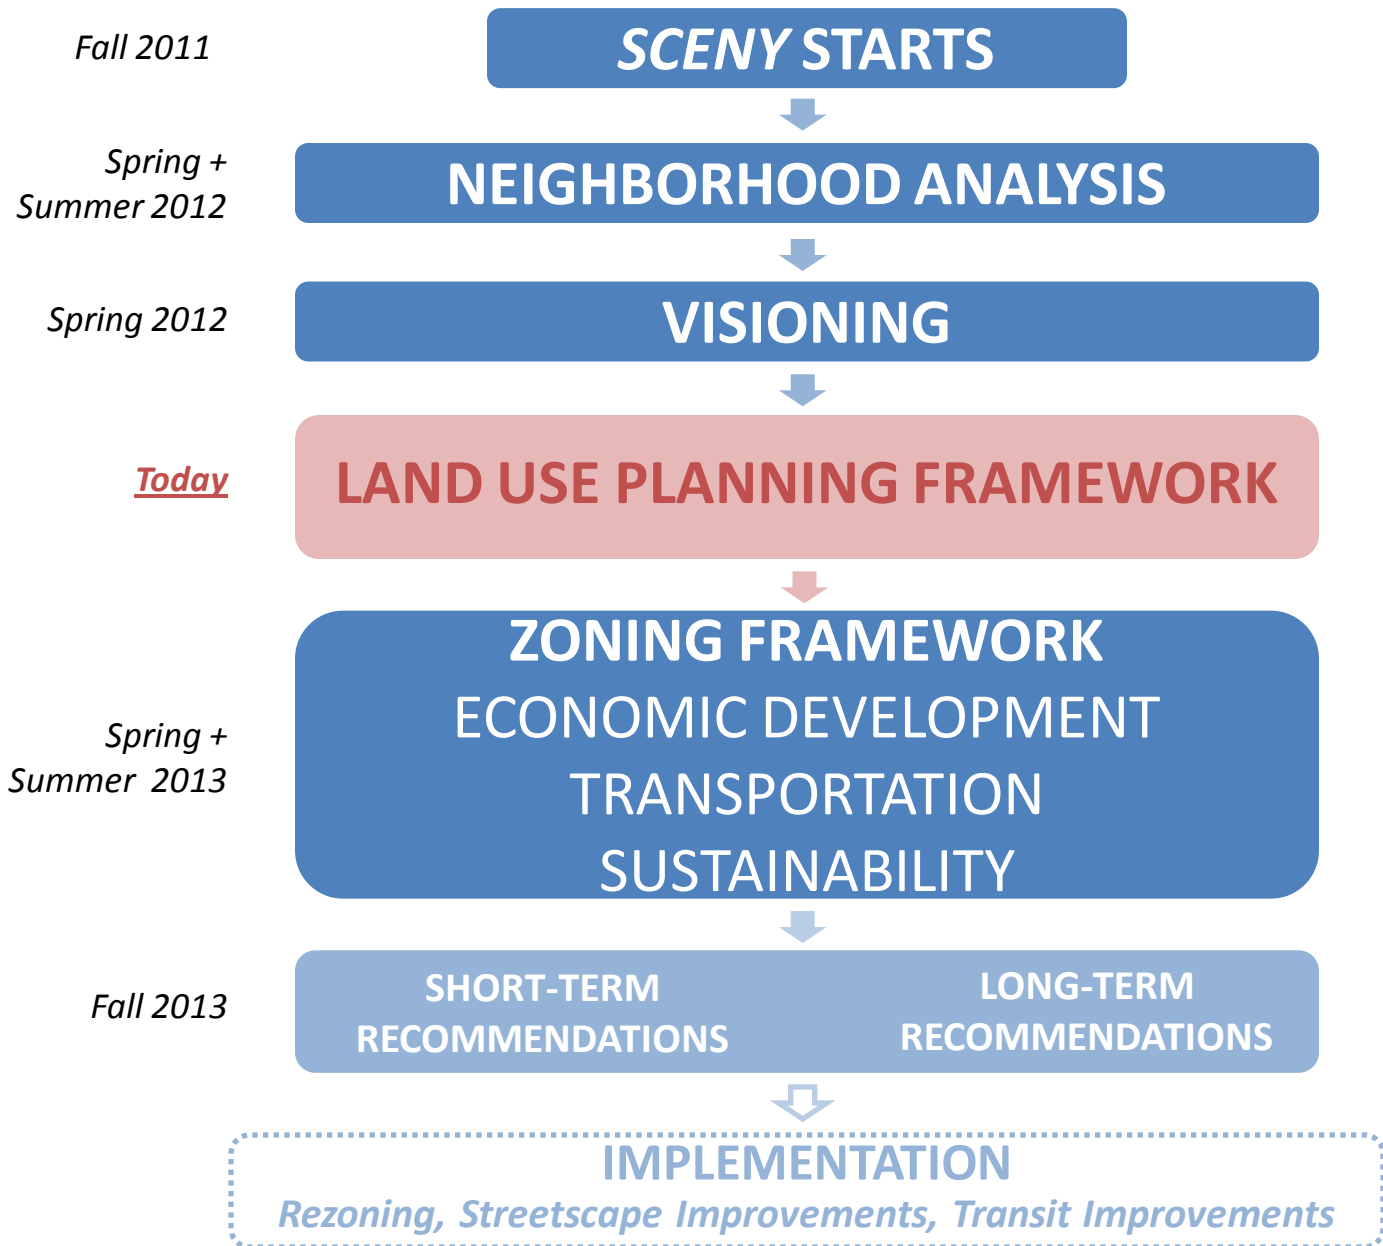 Fall 2011
SCENY STARTS
Spring +
Summer 2012
NEIGHBORHOOD ANALYSIS
Spring 2012
VISIONING
Today
LAND USE PLANNING FRAMEWORK
Spring +
Summer 2013
ZONING FRAMEWORK
ECONOMIC DEVELOPMENT
TRANSPORTATION
SUSTAINABILITY
Fall 2013
SHORT-TERM
RECOMMENDATIONS
LONG-TERM
RECOMMENDATIONS
IMPLEMENTATION
Rezoning, Streetscape Improvements, Transit Improvements